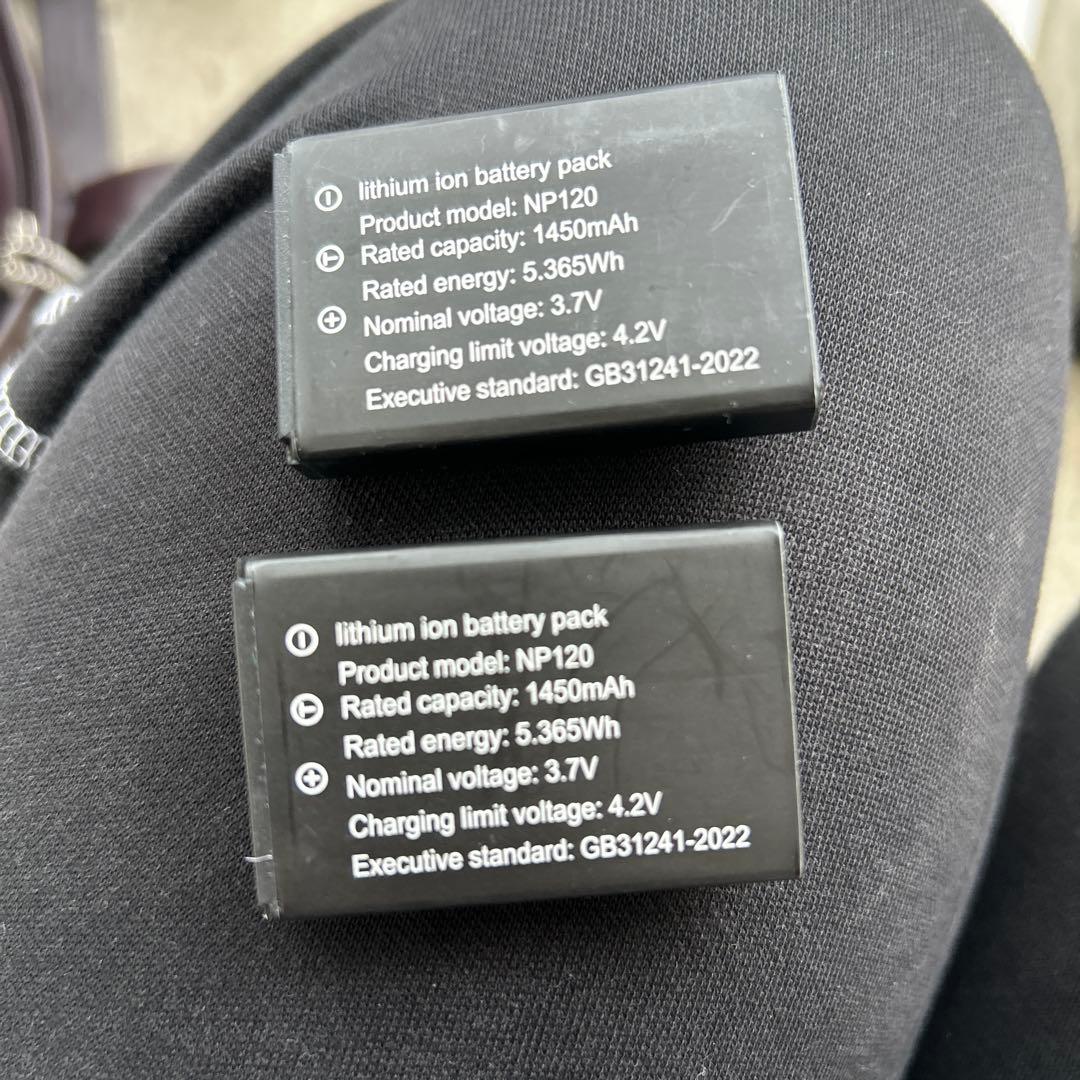 lithium ion battery pack
Product model: NP120
Rated capacity: 1450mAh
Rated energy: 5.365Wh
Nominal voltage: 3.7V
Charging limit voltage: 4.2V
Executive standard: GB31241-2022
lithium ion battery pack
Product model: NP120
Rated capacity: 1450mAh
Rated energy: 5.365Wh
Nominal voltage: 3.7V
Charging limit voltage: 4.2V
Executive standard: GB31241-2022